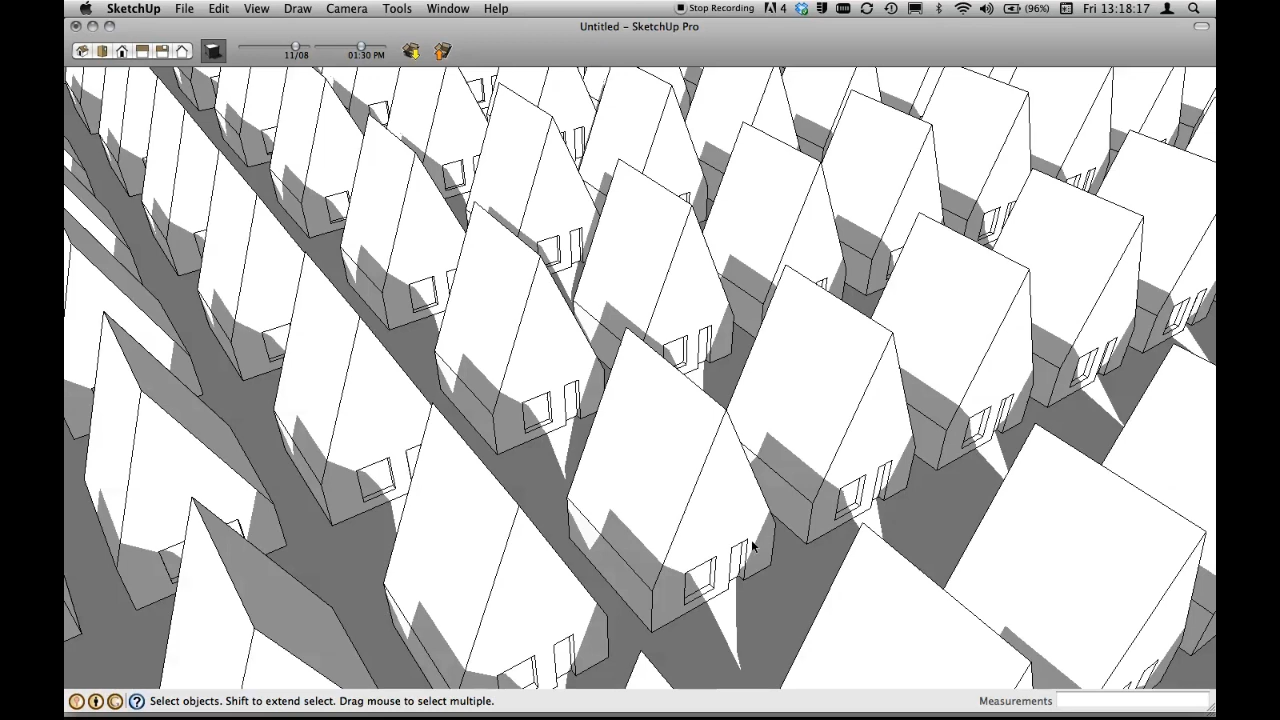 SketchUp File Edit View Draw Camera Tools Window Help Stop Recording 4 (96%) Fri 13:18:17
Untitled – SketchUp Pro
11/08 01:30 PM
Select objects. Shift to extend select. Drag mouse to select multiple. Measurements